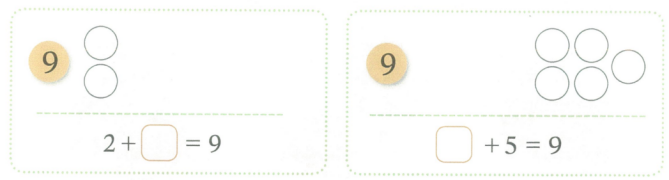 9
2 + □ = 9
9
□ + 5 = 9